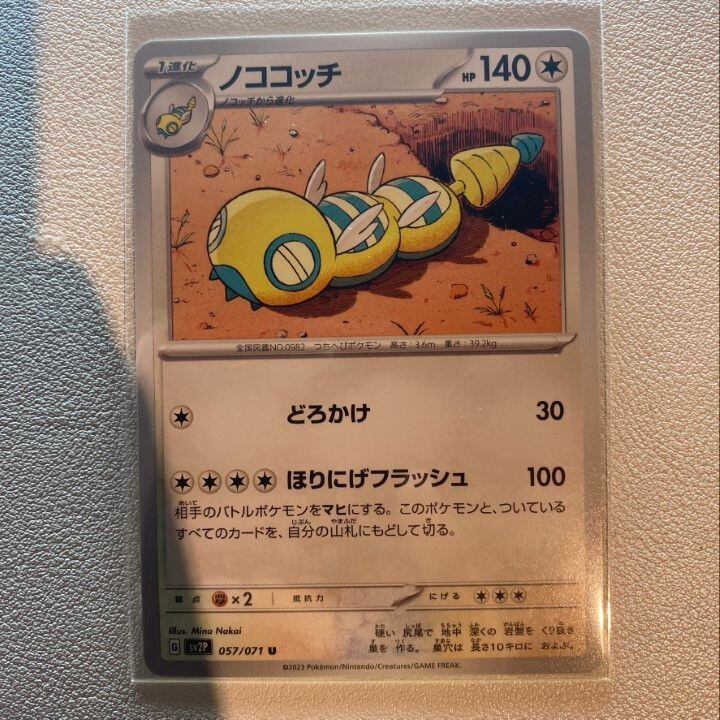 1進化
ノココッチ
HP 140
ノコッチから進化
全国図鑑NO.0982 つちへびポケモン 高さ:3.6m 重さ:39.2kg
どろかけ 30
ほりにげフラッシュ 100
相手のバトルポケモンをマヒにする。このポケモンと、ついている
すべてのカードを、自分の山札にもどして切る。
弱点 ×2 抵抗力 にげる
Illus. Mina Nakai
G SV2P 057/071 U
硬い 尻尾で 地中 深くの 岩盤を くり抜き
巣を 作る。 巣穴は 長さ10キロに およぶ。
©2023 Pokémon/Nintendo/Creatures/GAME FREAK.